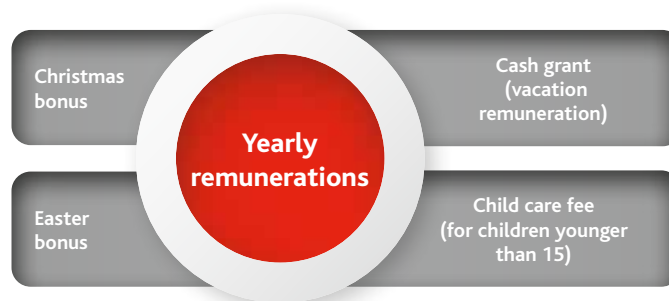 Christmas
bonus
Cash grant
(vacation
remuneration)
Yearly
remunerations
Easter
bonus
Child care fee
(for children younger
than 15)